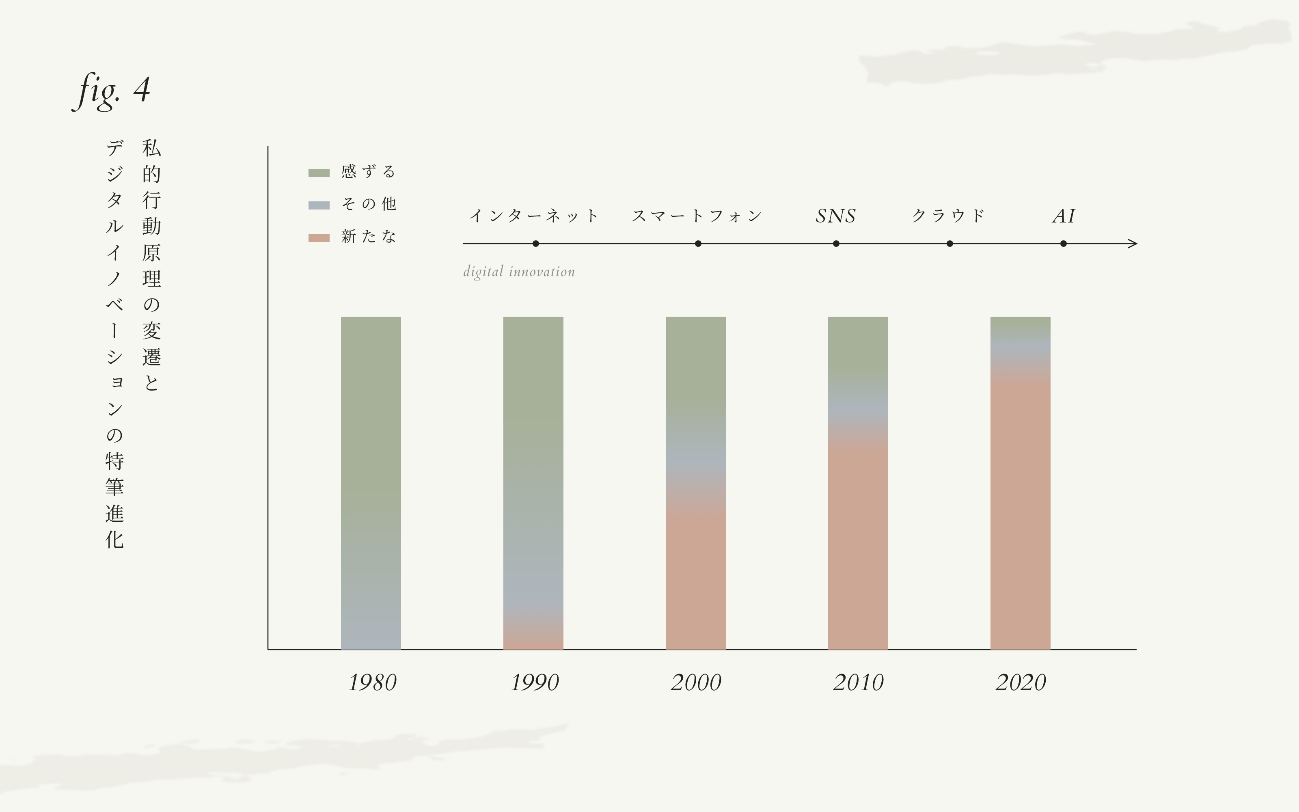 fig. 4
私的行動原理の変遷と
デジタルイノベーションの特筆進化
感ずる
その他
新たな
インターネット スマートフォン SNS クラウド AI
digital innovation
1980 1990 2000 2010 2020